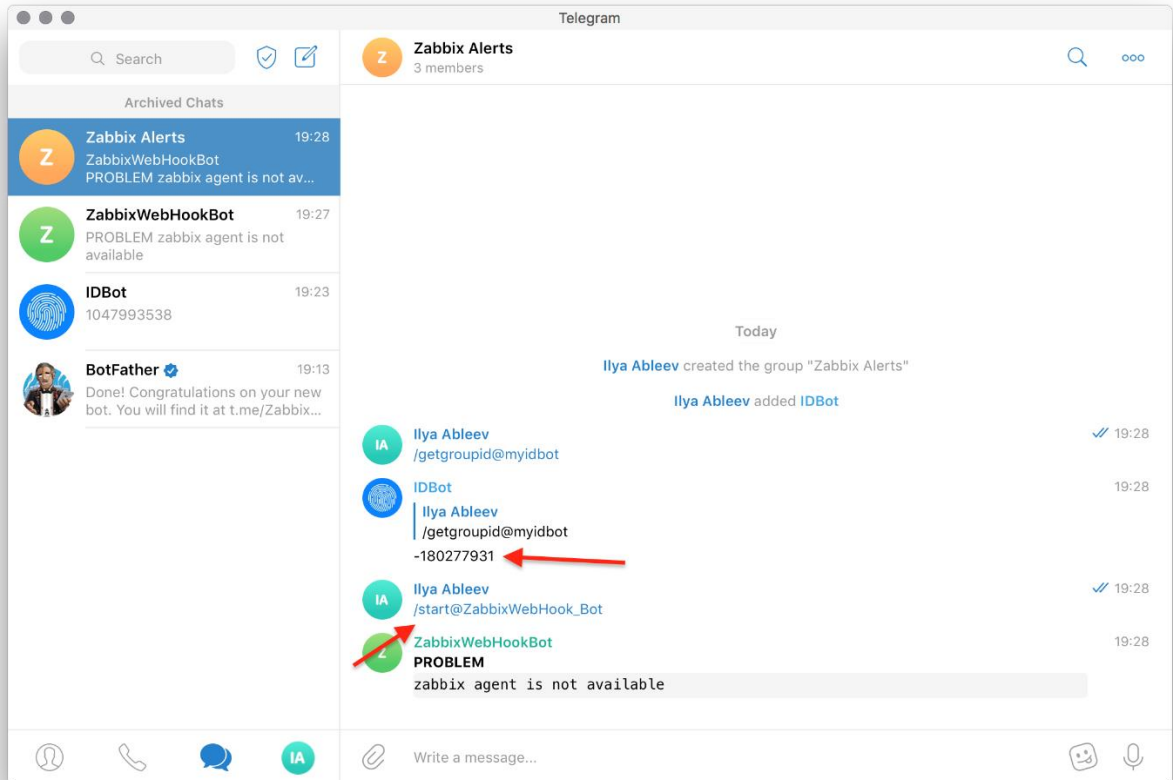 Telegram
Search
Archived Chats
Z
Zabbix Alerts 19:28
ZabbixWebHookBot
PROBLEM zabbix agent is not av...
Z
ZabbixWebHookBot 19:27
PROBLEM zabbix agent is not
available
IDBot 19:23
1047993538
BotFather 19:13
Done! Congratulations on your new
bot. You will find it at t.me/Zabbix...
IA
Z
Zabbix Alerts
3 members
Today
Ilya Ableev created the group "Zabbix Alerts"
Ilya Ableev added IDBot
IA
Ilya Ableev 19:28
/getgroupid@myidbot
IDBot 19:28
Ilya Ableev
/getgroupid@myidbot
-180277931
IA
Ilya Ableev 19:28
/start@ZabbixWebHook_Bot
Z
ZabbixWebHookBot 19:28
PROBLEM
zabbix agent is not available
Write a message...